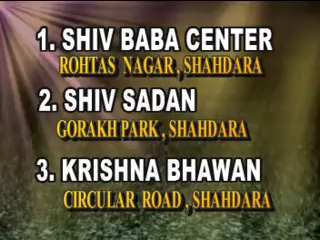 1. SHIV BABA CENTER
ROHTAS NAGAR , SHAHDARA
2. SHIV SADAN
GORAKH PARK , SHAHDARA
3. KRISHNA BHAWAN
CIRCULAR ROAD , SHAHDARA